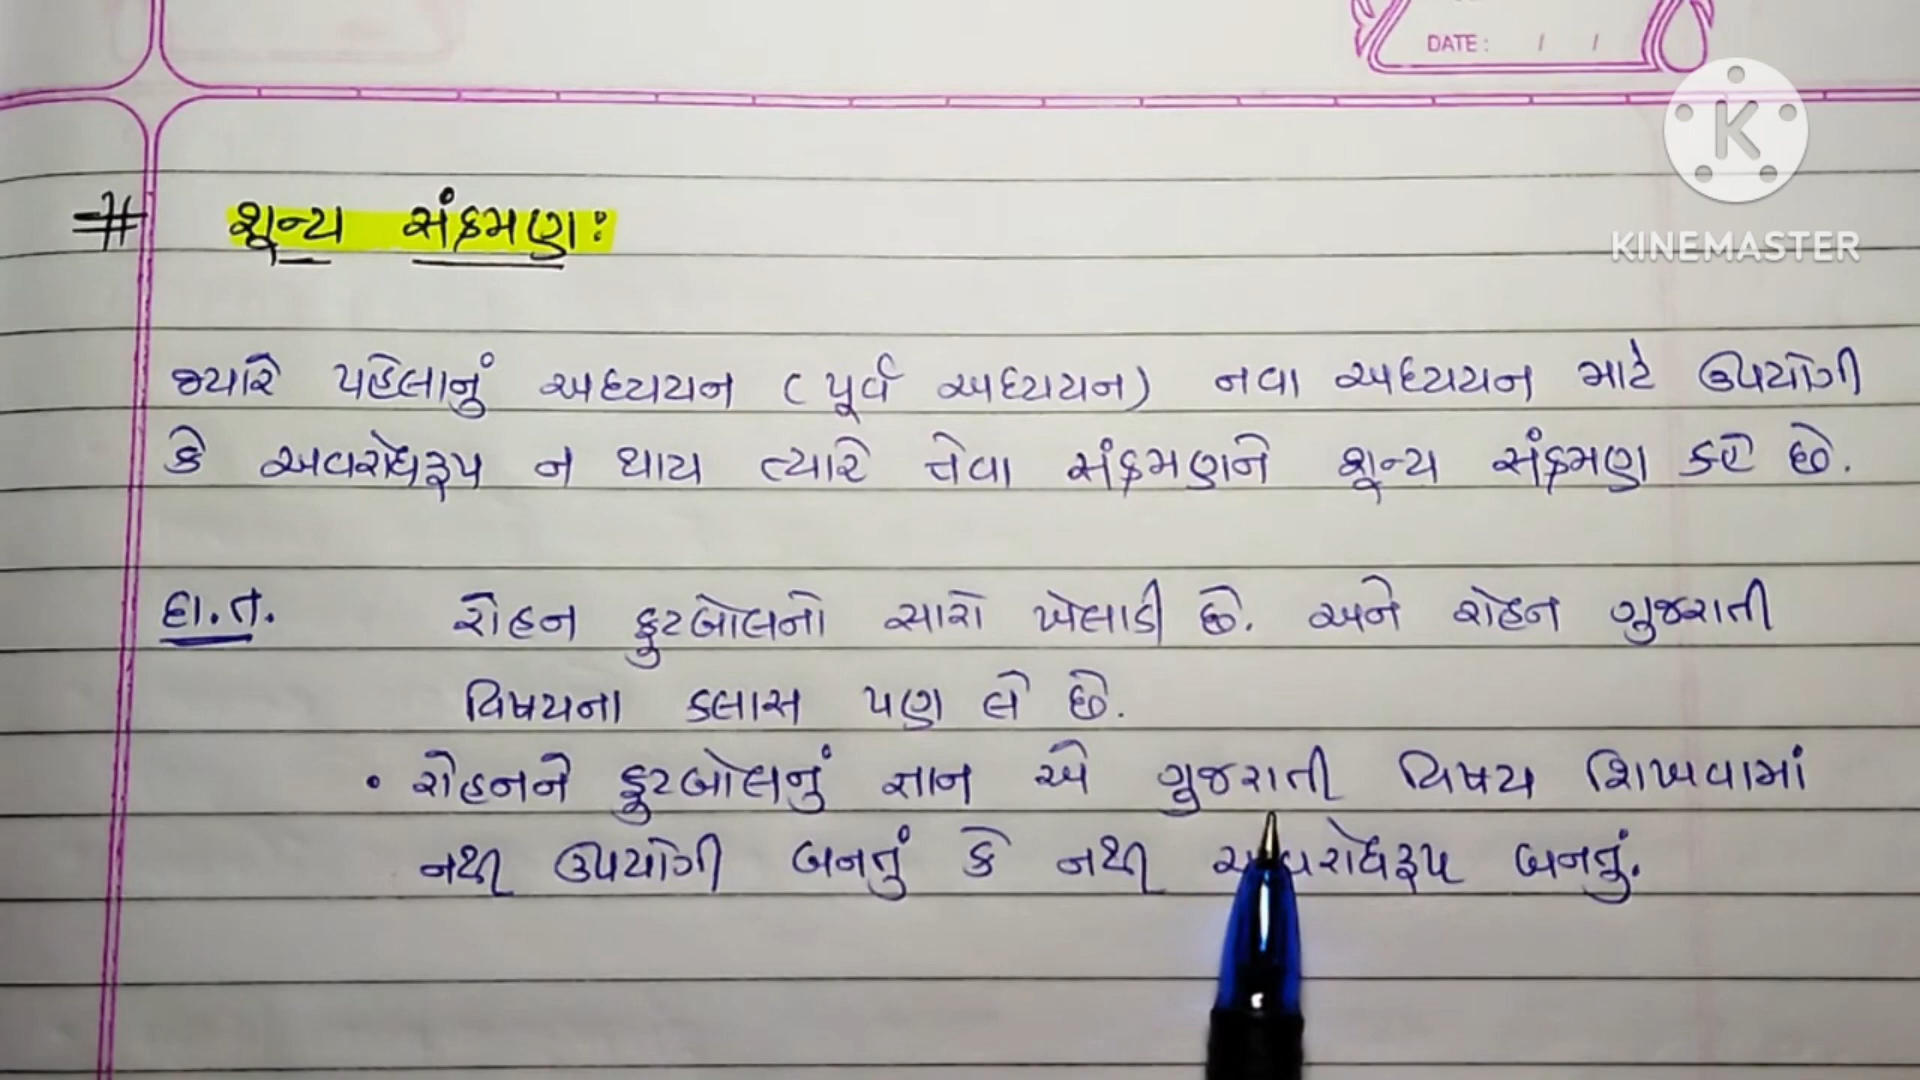 DATE: / /
K
KINEMASTER
# શૂન્ય સંક્રમણ:
જ્યારે પહેલાનું અધ્યયન (પૂર્વ અધ્યયન) નવા અધ્યયન માટે ઉપયોગી
કે અવરોધરૂપ ન થાય ત્યારે તેવા સંક્રમણને શૂન્ય સંક્રમણ કહે છે.
દા.ત. રોહન ફુટબોલનો સારો ખેલાડી છે. અને રોહન ગુજરાતી
વિષયના કલાસ પણ લે છે.
• રોહનને ફુટબોલનું જ્ઞાન એ ગુજરાતી વિષય શિખવામાં
નથી ઉપયોગી બનતું કે નથી અવરોધરૂપ બનતું.